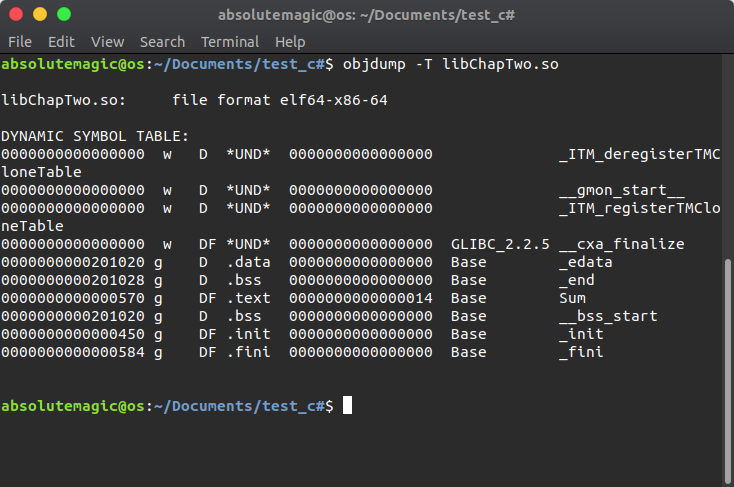 absolutemagic@os: ~/Documents/test_c#
File Edit View Search Terminal Help
absolutemagic@os:~/Documents/test_c#$ objdump -T libChapTwo.so
libChapTwo.so:     file format elf64-x86-64
DYNAMIC SYMBOL TABLE:
0000000000000000  w   D  *UND*  0000000000000000              _ITM_deregisterTMC
loneTable
0000000000000000  w   D  *UND*  0000000000000000              __gmon_start__
0000000000000000  w   D  *UND*  0000000000000000              _ITM_registerTMClo
neTable
0000000000000000  w   DF *UND*  0000000000000000  GLIBC_2.2.5 __cxa_finalize
0000000000201020 g    D  .data  0000000000000000  Base        _edata
0000000000201028 g    D  .bss   0000000000000000  Base        _end
0000000000000570 g    DF .text  0000000000000014  Base        Sum
0000000000201020 g    D  .bss   0000000000000000  Base        __bss_start
0000000000000450 g    DF .init  0000000000000000  Base        _init
0000000000000584 g    DF .fini  0000000000000000  Base        _fini
absolutemagic@os:~/Documents/test_c#$